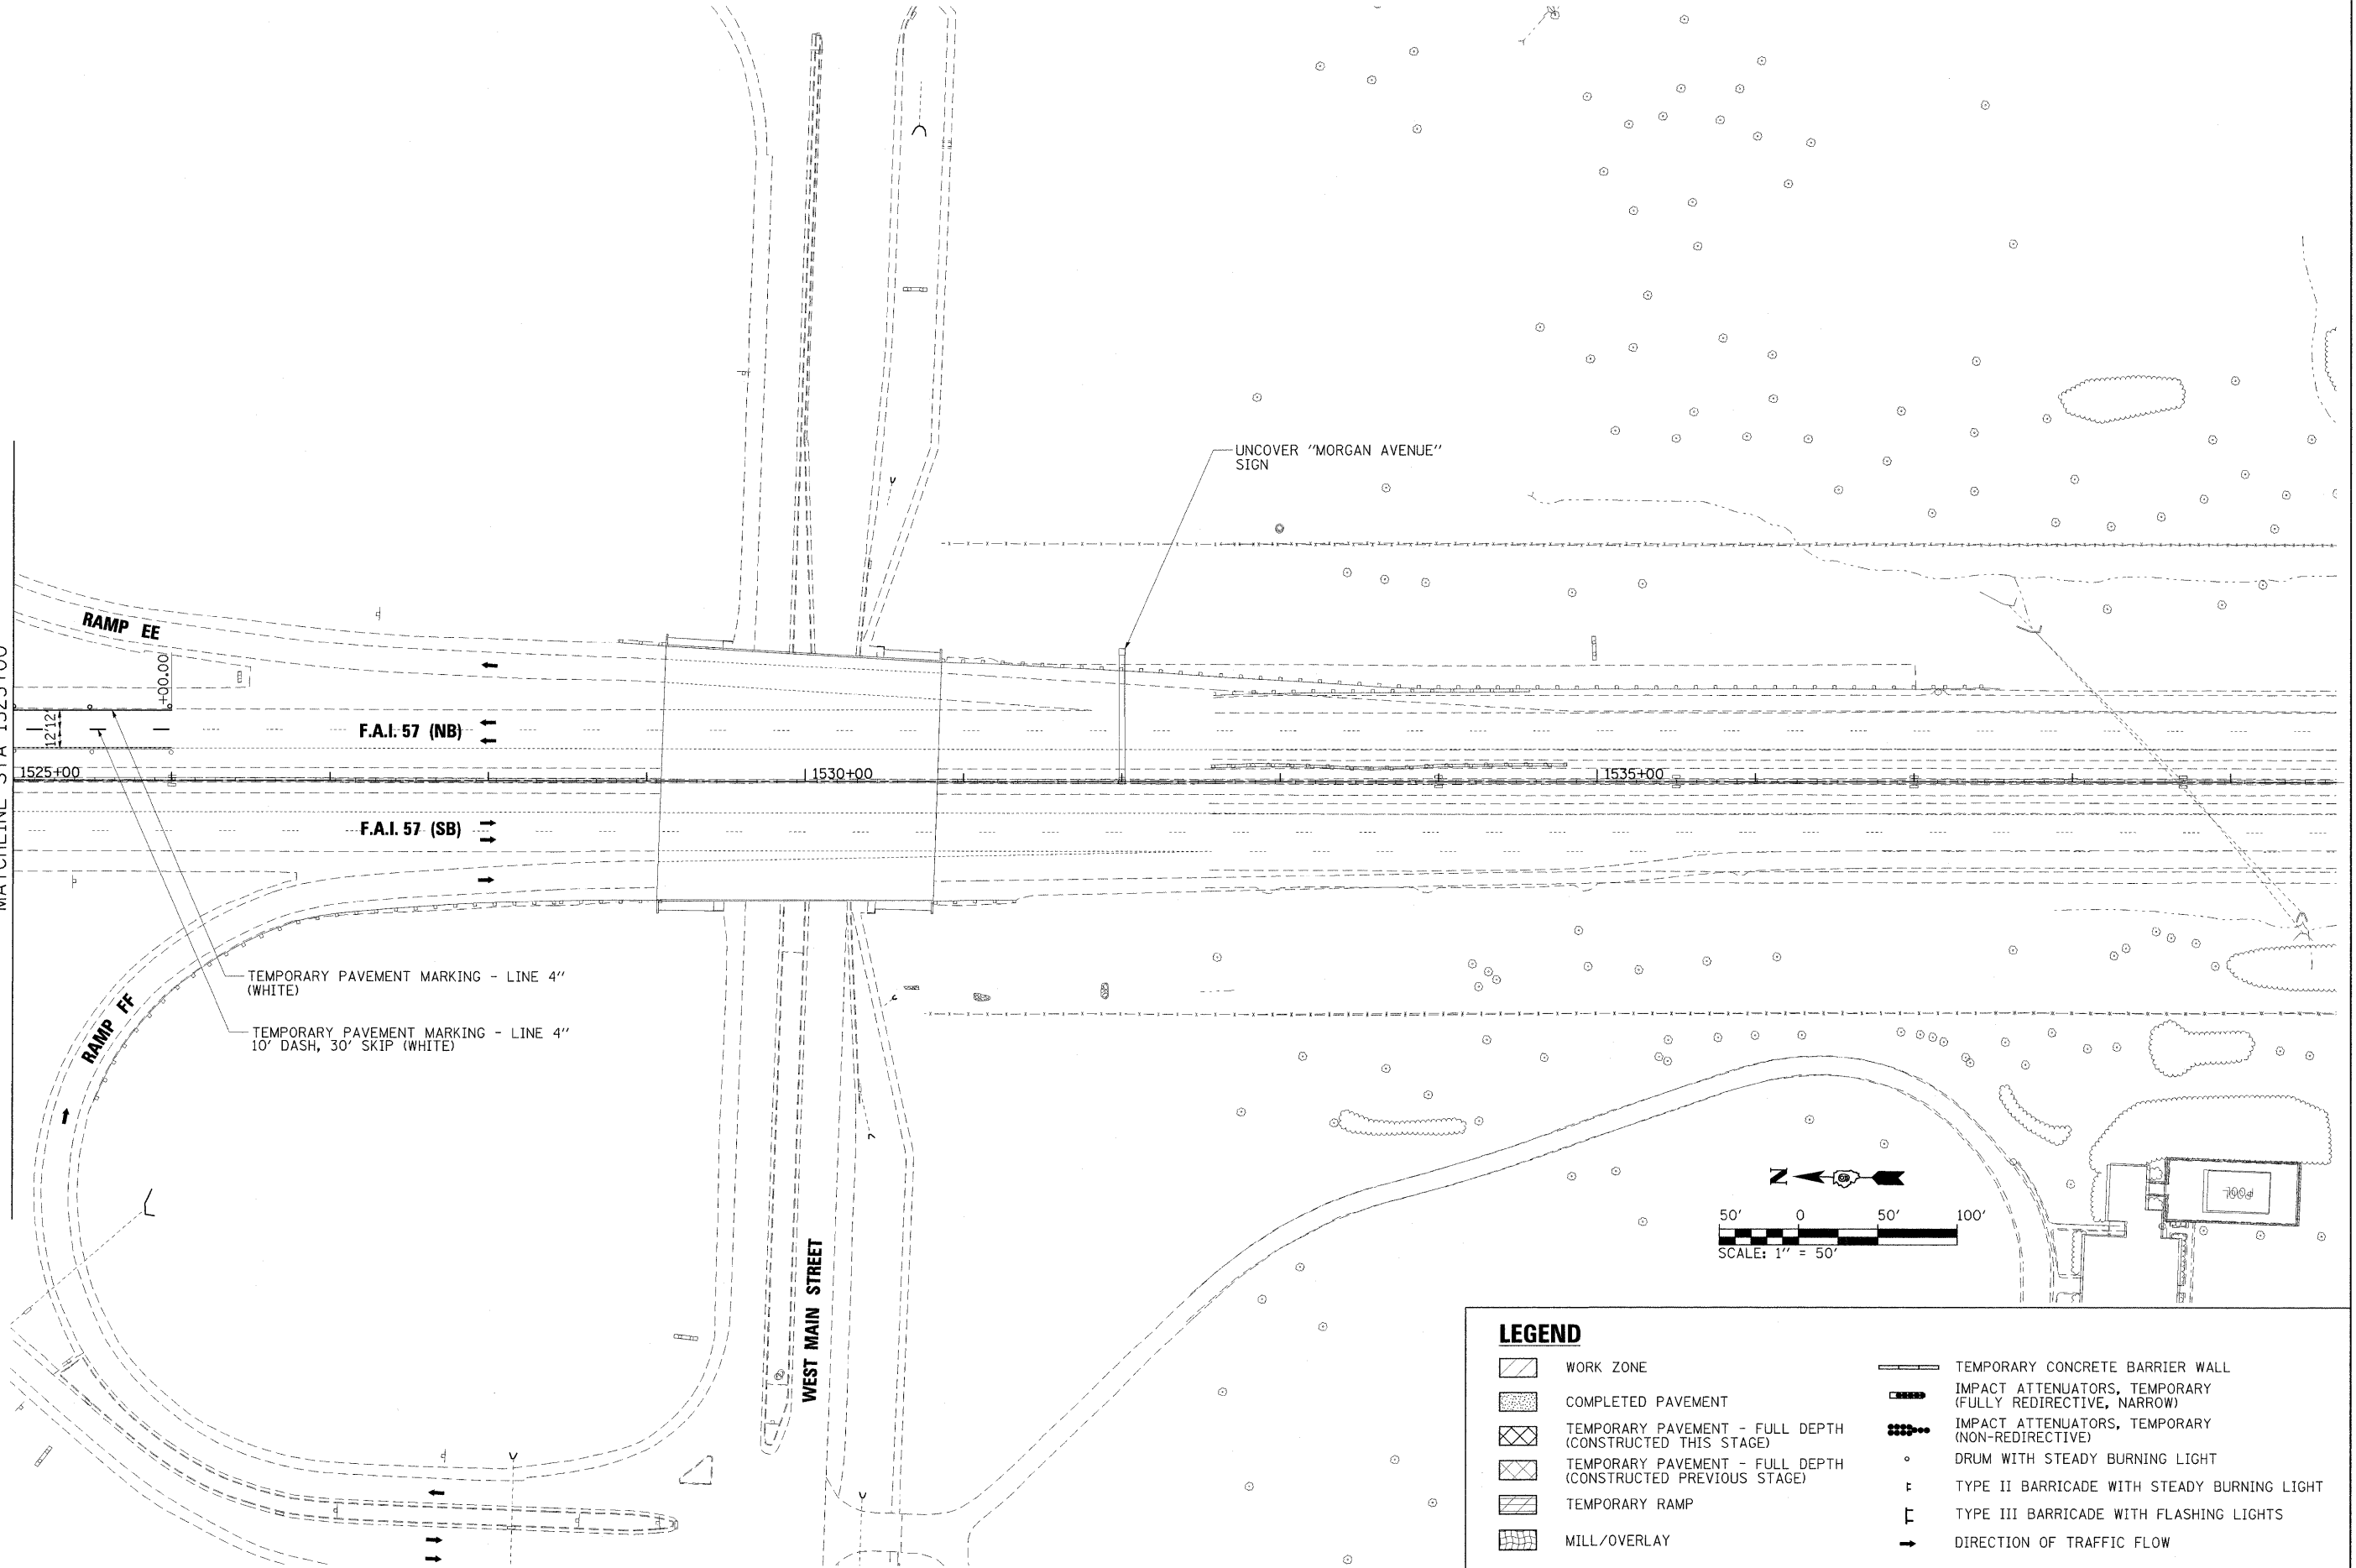 UNCOVER "MORGAN AVENUE"
SIGN
RAMP EE
+00.00
12'
12'
F.A.I. 57 (NB)
MATCHLINE STA 1525+00
1525+00
1530+00
1535+00
F.A.I. 57 (SB)
TEMPORARY PAVEMENT MARKING - LINE 4"
(WHITE)
RAMP FF
TEMPORARY PAVEMENT MARKING - LINE 4"
10' DASH, 30' SKIP (WHITE)
WEST MAIN STREET
N
POOL
50' 0 50' 100'
SCALE: 1" = 50'
LEGEND
WORK ZONE
COMPLETED PAVEMENT
TEMPORARY PAVEMENT - FULL DEPTH
(CONSTRUCTED THIS STAGE)
TEMPORARY PAVEMENT - FULL DEPTH
(CONSTRUCTED PREVIOUS STAGE)
TEMPORARY RAMP
MILL/OVERLAY
TEMPORARY CONCRETE BARRIER WALL
IMPACT ATTENUATORS, TEMPORARY
(FULLY REDIRECTIVE, NARROW)
IMPACT ATTENUATORS, TEMPORARY
(NON-REDIRECTIVE)
DRUM WITH STEADY BURNING LIGHT
TYPE II BARRICADE WITH STEADY BURNING LIGHT
TYPE III BARRICADE WITH FLASHING LIGHTS
DIRECTION OF TRAFFIC FLOW